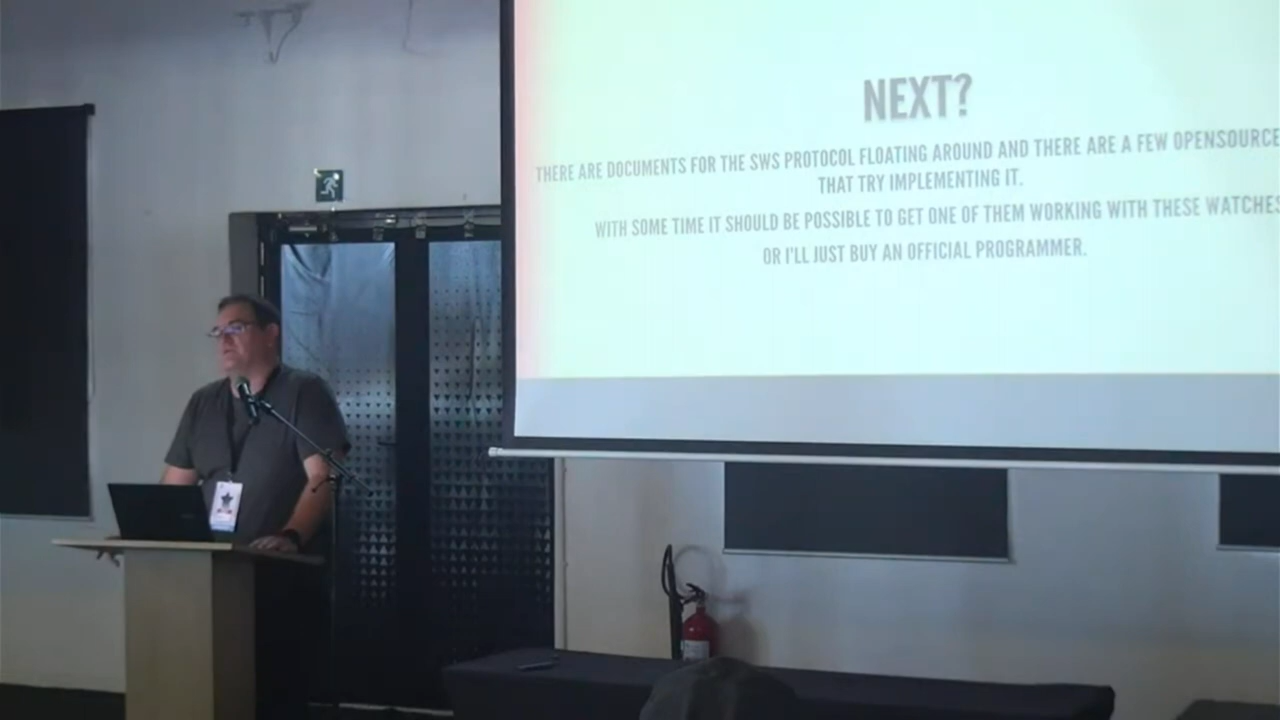 NEXT?
THERE ARE DOCUMENTS FOR THE SWS PROTOCOL FLOATING AROUND AND THERE ARE A FEW OPENSOURCE
THAT TRY IMPLEMENTING IT.
WITH SOME TIME IT SHOULD BE POSSIBLE TO GET ONE OF THEM WORKING WITH THESE WATCHES
OR I'LL JUST BUY AN OFFICIAL PROGRAMMER.